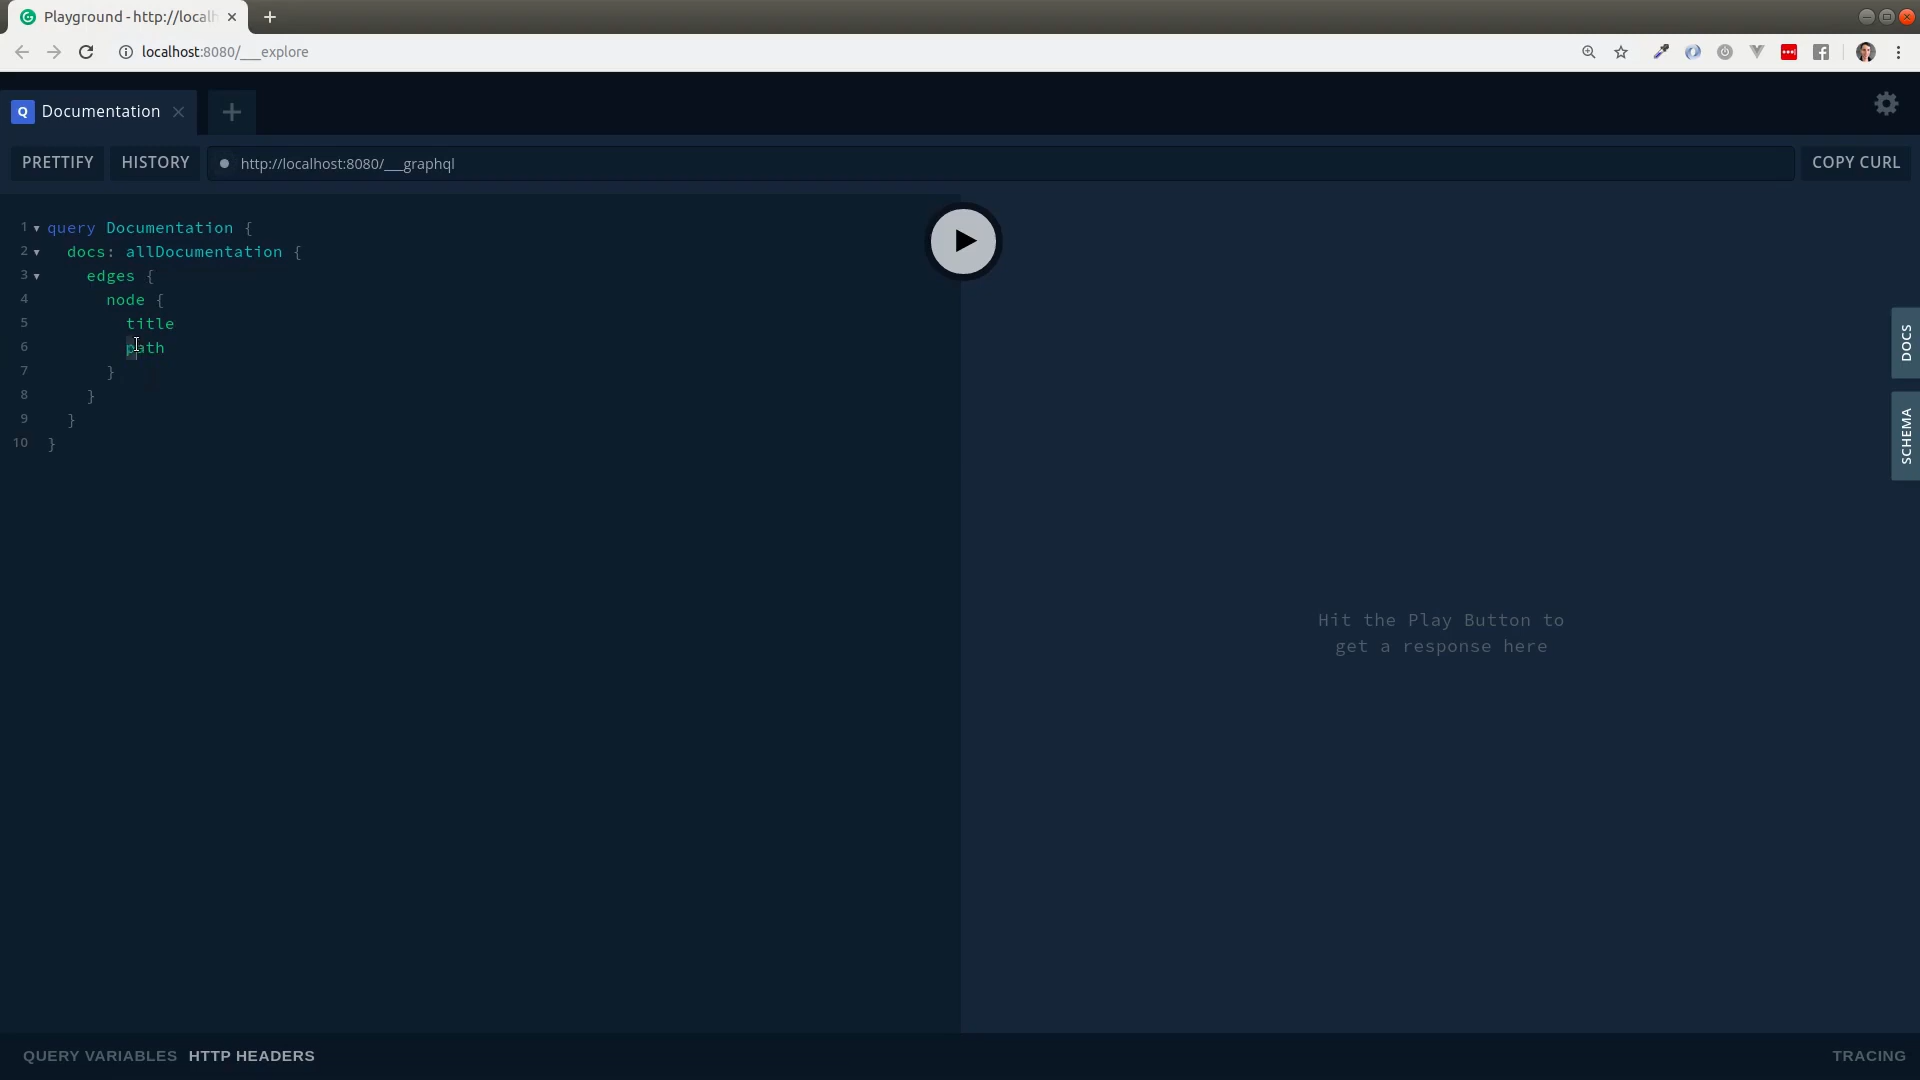 Playground - http://localh
localhost:8080/___explore
Q Documentation
PRETTIFY HISTORY http://localhost:8080/___graphql COPY CURL
1 query Documentation {
2 docs: allDocumentation {
3 edges {
4 node {
5 title
6 path
7 }
8 }
9 }
10 }
DOCS
SCHEMA
Hit the Play Button to
get a response here
QUERY VARIABLES HTTP HEADERS TRACING